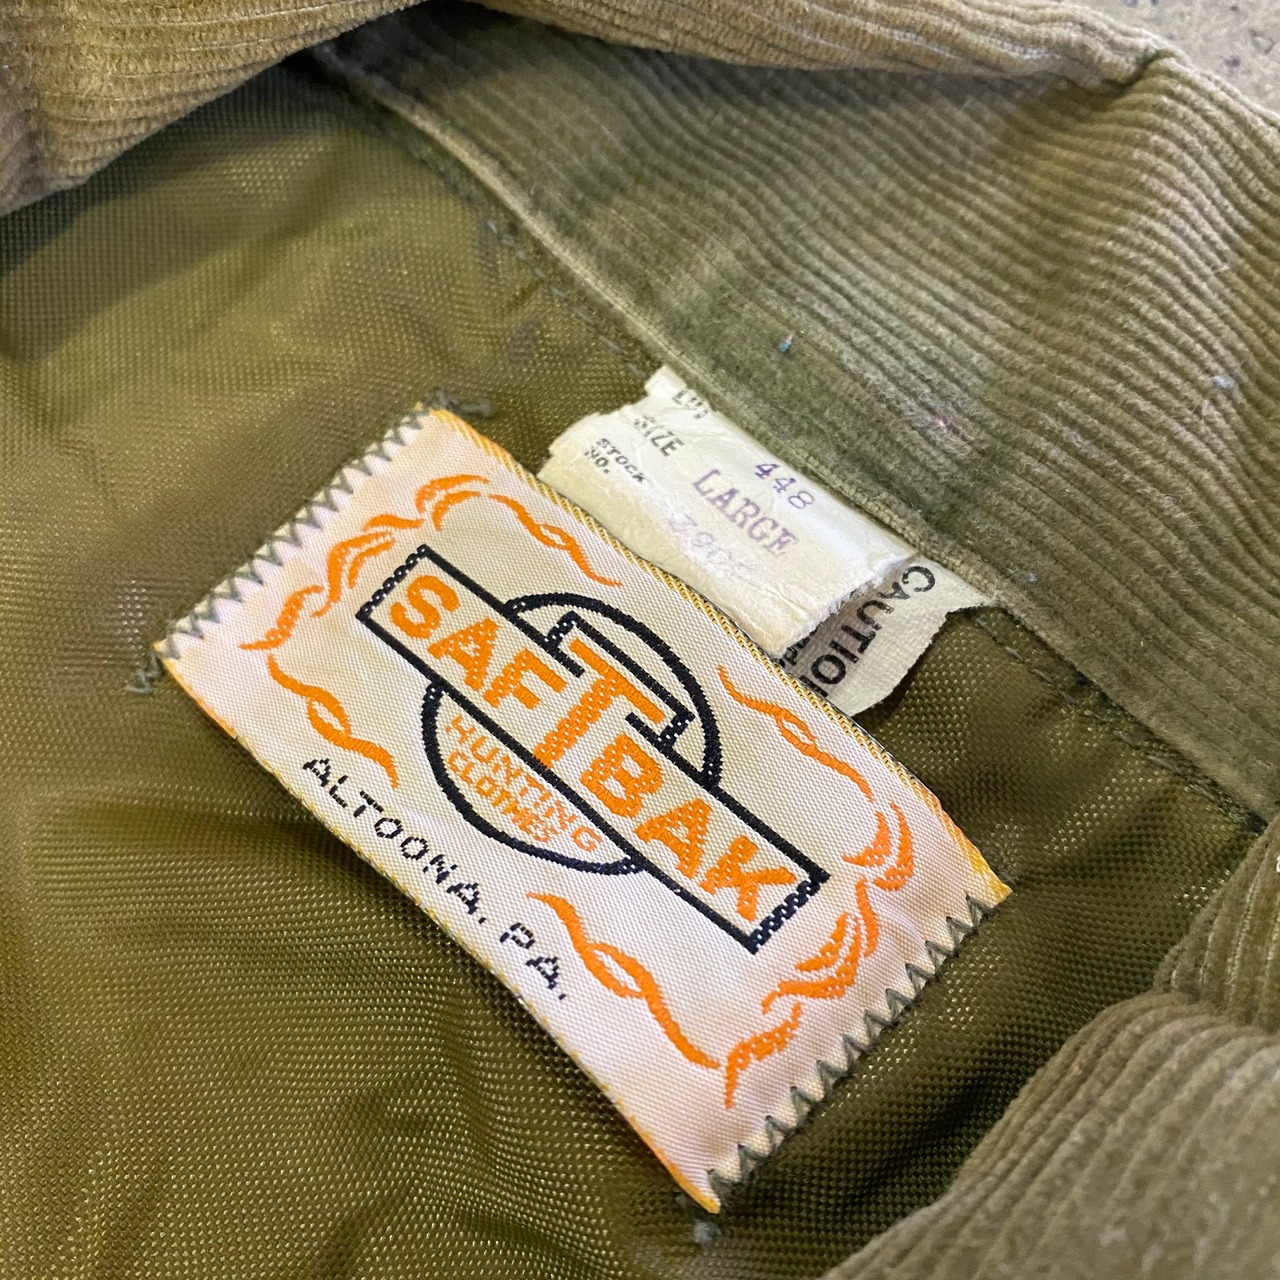 SAFTBAK
HUNTING
CLOTHES
ALTOONA, PA.
448
SIZE LARGE
STOCK
NO.
CAUTION